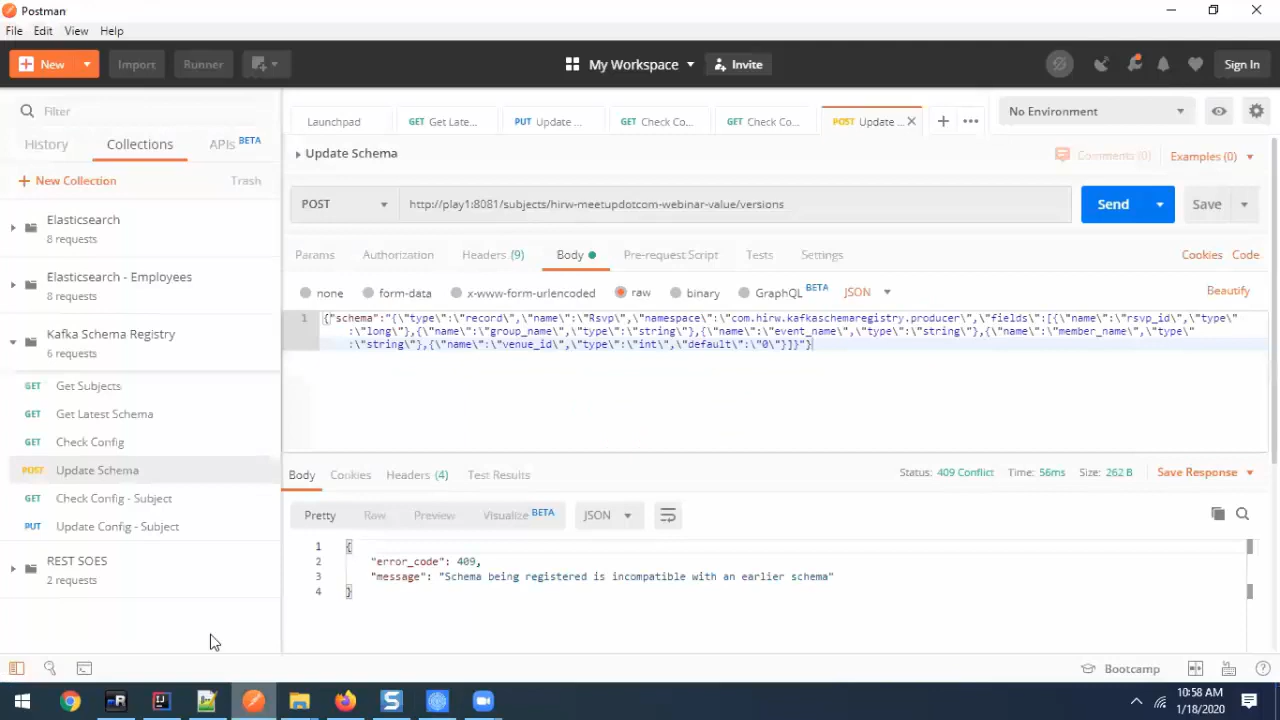 Postman
File Edit View Help
New Import Runner My Workspace Invite Sign In
Filter
History Collections APIs BETA
New Collection Trash
Elasticsearch
8 requests
Elasticsearch - Employees
8 requests
Kafka Schema Registry
6 requests
GET Get Subjects
GET Get Latest Schema
GET Check Config
POST Update Schema
GET Check Config - Subject
PUT Update Config - Subject
REST SOES
2 requests
Launchpad GET Get Late... PUT Update ... GET Check Co... GET Check Co... POST Update ... No Environment
Update Schema Comments (0) Examples (0)
POST http://play1:8081/subjects/hirw-meetupdotcom-webinar-value/versions Send Save
Params Authorization Headers (9) Body Pre-request Script Tests Settings Cookies Code
none form-data x-www-form-urlencoded raw binary GraphQL BETA JSON Beautify
1 {"schema":"{\"type\":\"record\",\"name\":\"Rsvp\",\"namespace\":\"com.hirw.kafkaschemaregistry.producer\",\"fields\":[{\"name\":\"rsvp_id\",\"type\"
:\"long\"},{\"name\":\"group_name\",\"type\":\"string\"},{\"name\":\"event_name\",\"type\":\"string\"},{\"name\":\"member_name\",\"type\"
:\"string\"},{\"name\":\"venue_id\",\"type\":\"int\",\"default\":\"0\"}]}"}
Body Cookies Headers (4) Test Results Status: 409 Conflict Time: 56ms Size: 262 B Save Response
Pretty Raw Preview Visualize BETA JSON
1 {
2 "error_code": 409,
3 "message": "Schema being registered is incompatible with an earlier schema"
4 }
Bootcamp
10:58 AM
1/18/2020